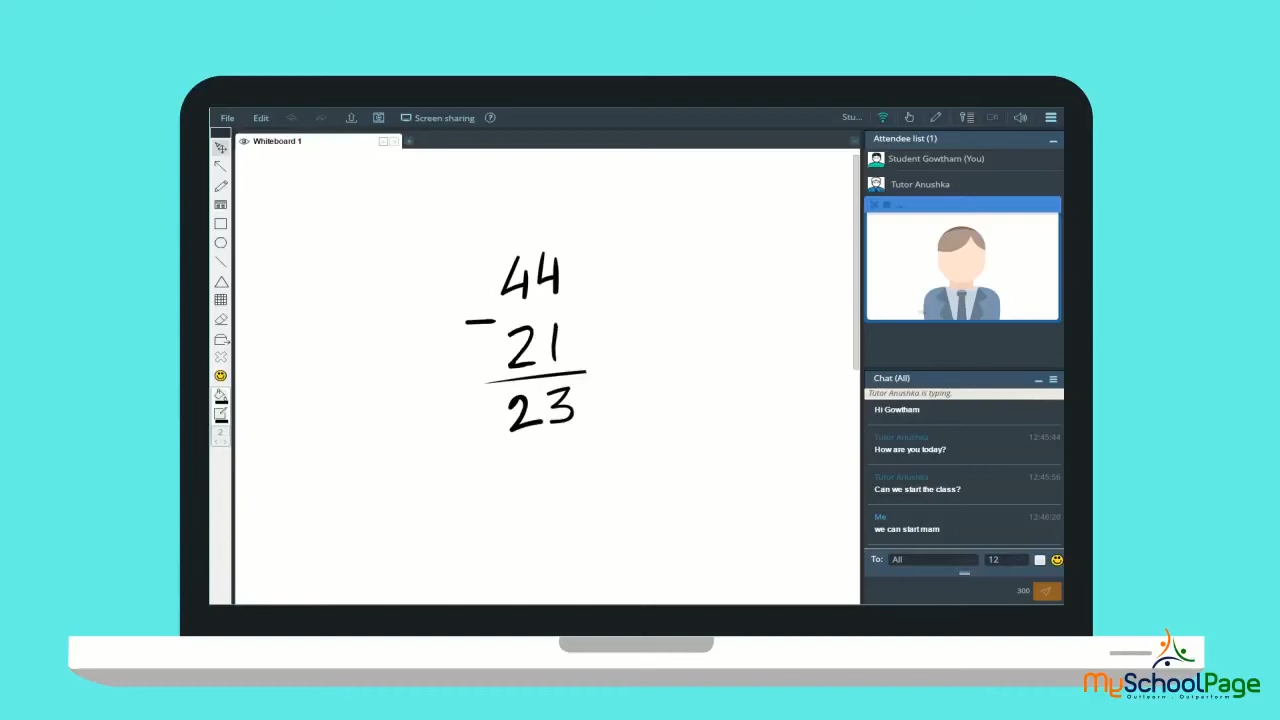 File Edit Screen sharing Stu...
Whiteboard 1
44
−
21
23
2
Attendee list (1)
Student Gowtham (You)
Tutor Anushka
Chat (All)
Tutor Anushka is typing.
Hi Gowtham
Tutor Anushka 12:45:44
How are you today?
Tutor Anushka 12:45:56
Can we start the class?
Me 12:46:20
we can start mam
To: All 12
300
MySchoolPage
Outlearn . Outperform